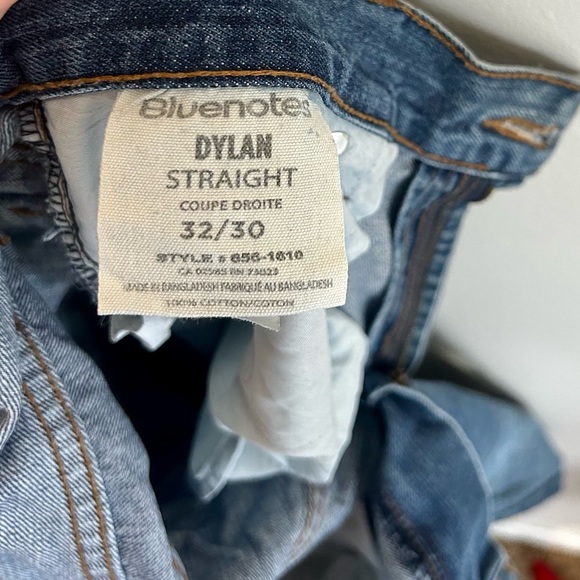 Bluenotes
DYLAN
STRAIGHT
COUPE DROITE
32/30
STYLE # 656-1610
CA 02565 RN 73023
MADE IN BANGLADESH/FABRIQUÉ AU BANGLADESH
100% COTTON/COTON